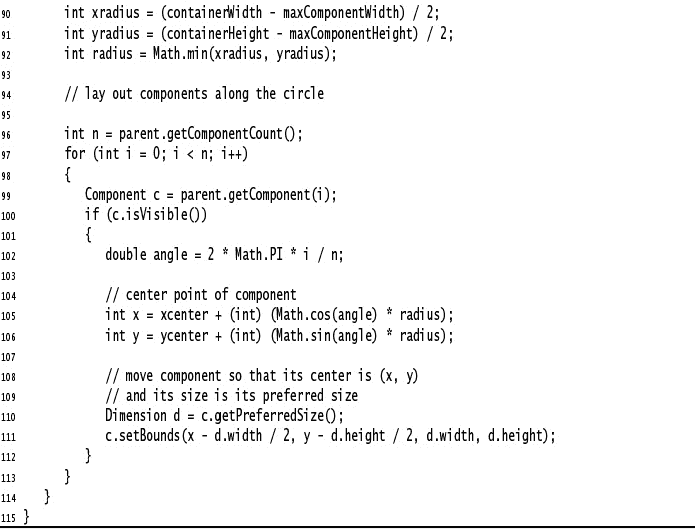 90 int xradius = (containerWidth - maxComponentWidth) / 2;
91 int yradius = (containerHeight - maxComponentHeight) / 2;
92 int radius = Math.min(xradius, yradius);
93
94 // lay out components along the circle
95
96 int n = parent.getComponentCount();
97 for (int i = 0; i < n; i++)
98 {
99 Component c = parent.getComponent(i);
100 if (c.isVisible())
101 {
102 double angle = 2 * Math.PI * i / n;
103
104 // center point of component
105 int x = xcenter + (int) (Math.cos(angle) * radius);
106 int y = ycenter + (int) (Math.sin(angle) * radius);
107
108 // move component so that its center is (x, y)
109 // and its size is its preferred size
110 Dimension d = c.getPreferredSize();
111 c.setBounds(x - d.width / 2, y - d.height / 2, d.width, d.height);
112 }
113 }
114 }
115 }